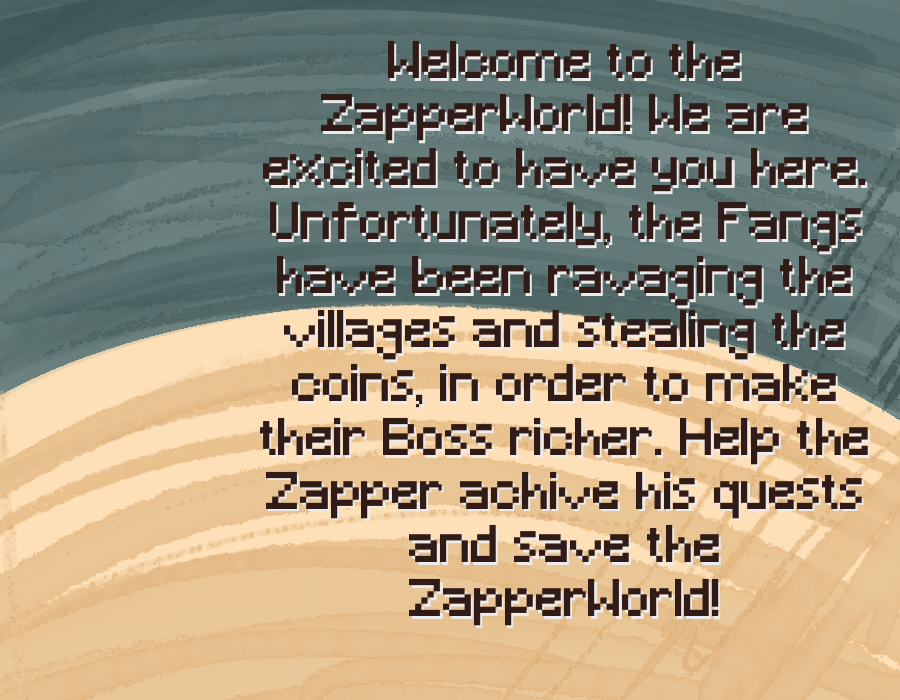 Welcome to the
ZapperWorld! We are
excited to have you here.
Unfortunately, the Fangs
have been ravaging the
villages and stealing the
coins, in order to make
their Boss richer. Help the
Zapper achive his quests
and save the
ZapperWorld!